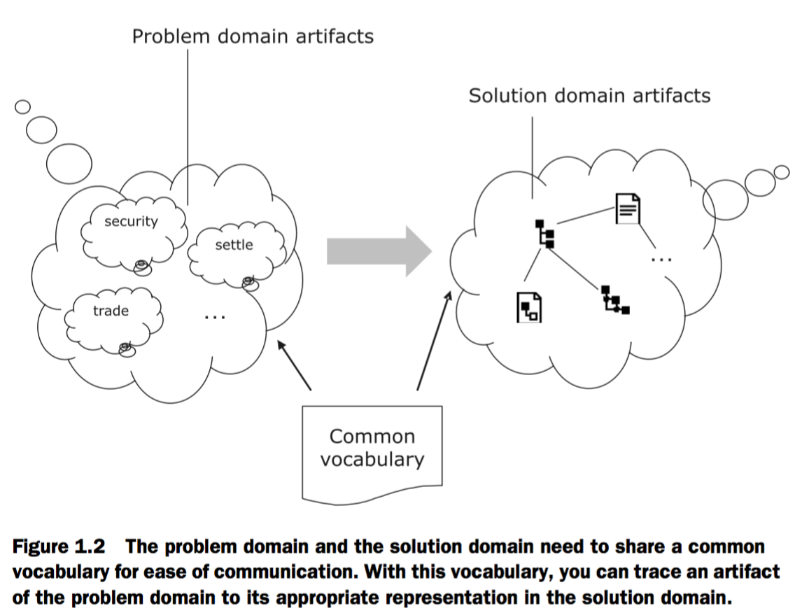 Problem domain artifacts
Solution domain artifacts
security
settle
trade
...
...
Common
vocabulary
Figure 1.2 The problem domain and the solution domain need to share a common
vocabulary for ease of communication. With this vocabulary, you can trace an artifact
of the problem domain to its appropriate representation in the solution domain.